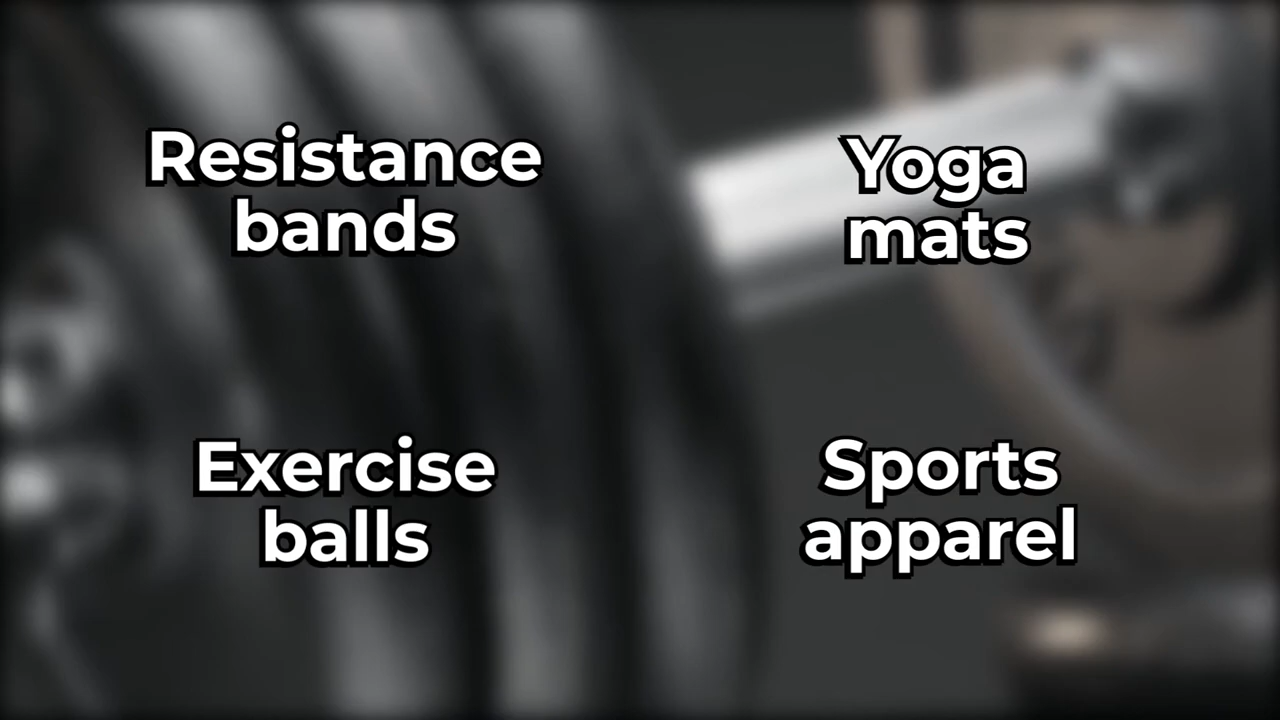 Resistance
bands
Yoga
mats
Exercise
balls
Sports
apparel